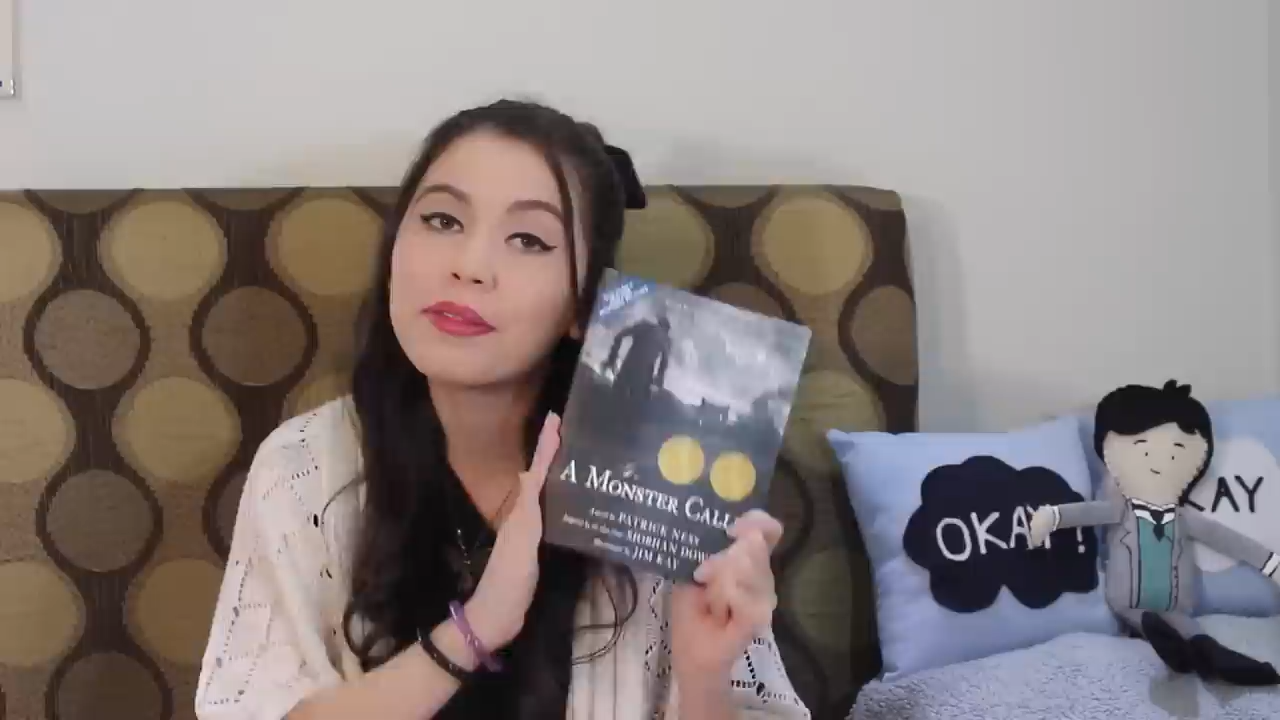 A MONSTER CALL
PATRICK NESS
SIOBHAN DOW
JIM KAY
OKAY!
KAY